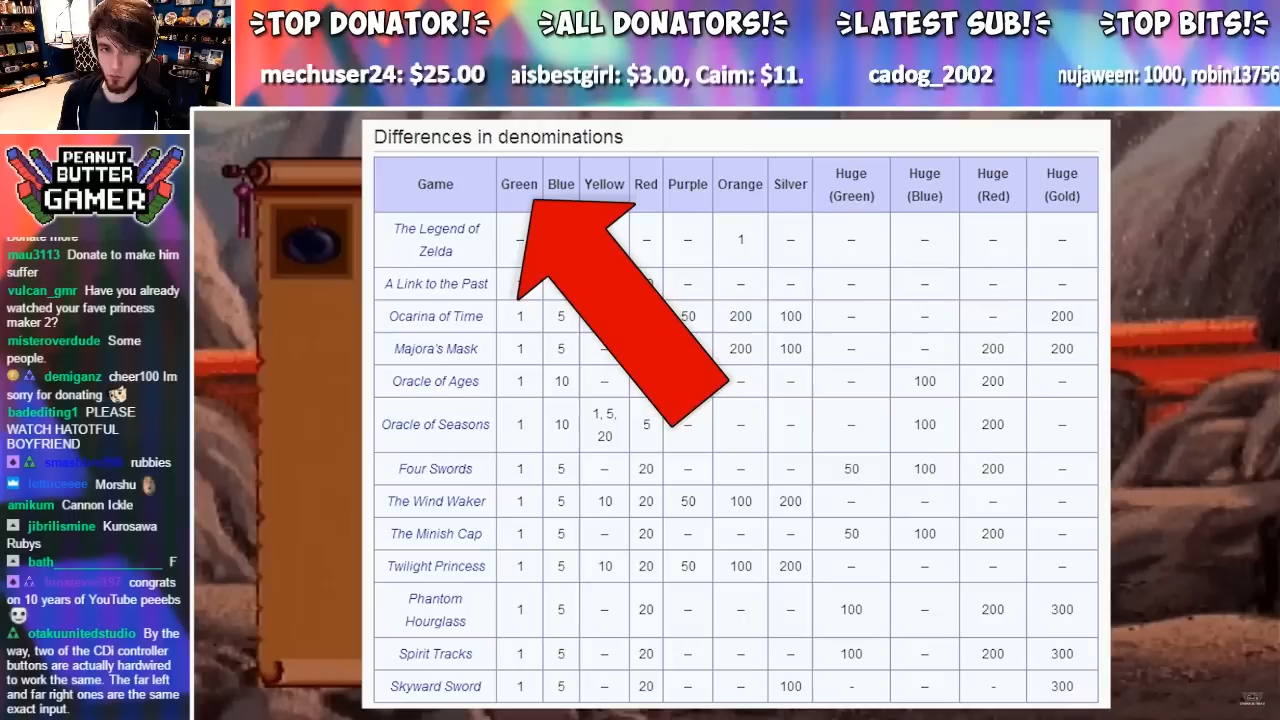 TOP DONATOR!
ALL DONATORS!
LATEST SUB!
TOP BITS!
mechuser24: $25.00
aisbestgirl: $3.00, Caim: $11.
cadog_2002
nujaween: 1000, robin13756
PEANUT
BUTTER
GAMER
Donate more
mau3113 Donate to make him
suffer
vulcan_gmr Have you already
watched your fave princess
maker 2?
misteroverdude Some
people.
demiganz cheer100 Im
sorry for donating
badediting1 PLEASE
WATCH HATOTFUL
BOYFRIEND
rubbies
lettuceeee Morshu
amikum Cannon Ickle
jibrilismine Kurosawa
Rubys
bath____________ F
congrats
on 10 years of YouTube peeebs
otakuunitedstudio By the
way, two of the CDi controller
buttons are actually hardwired
to work the same. The far left
and far right ones are the same
exact input.
Differences in denominations
Game Green Blue Yellow Red Purple Orange Silver Huge (Green) Huge (Blue) Huge (Red) Huge (Gold)
The Legend of Zelda – – – 1 – – – – –
A Link to the Past – – – – – – –
Ocarina of Time 1 5 50 200 100 – – – 200
Majora's Mask 1 5 – 200 100 – – 200 200
Oracle of Ages 1 10 – – – – 100 200 –
Oracle of Seasons 1 10 1, 5, 20 5 – – – – 100 200 –
Four Swords 1 5 – 20 – – – 50 100 200 –
The Wind Waker 1 5 10 20 50 100 200 – – – –
The Minish Cap 1 5 – 20 – – – 50 100 200 –
Twilight Princess 1 5 10 20 50 100 200 – – – –
Phantom Hourglass 1 5 – 20 – – – 100 – 200 300
Spirit Tracks 1 5 – 20 – – – 100 – 200 300
Skyward Sword 1 5 – 20 – – 100 - - - 300